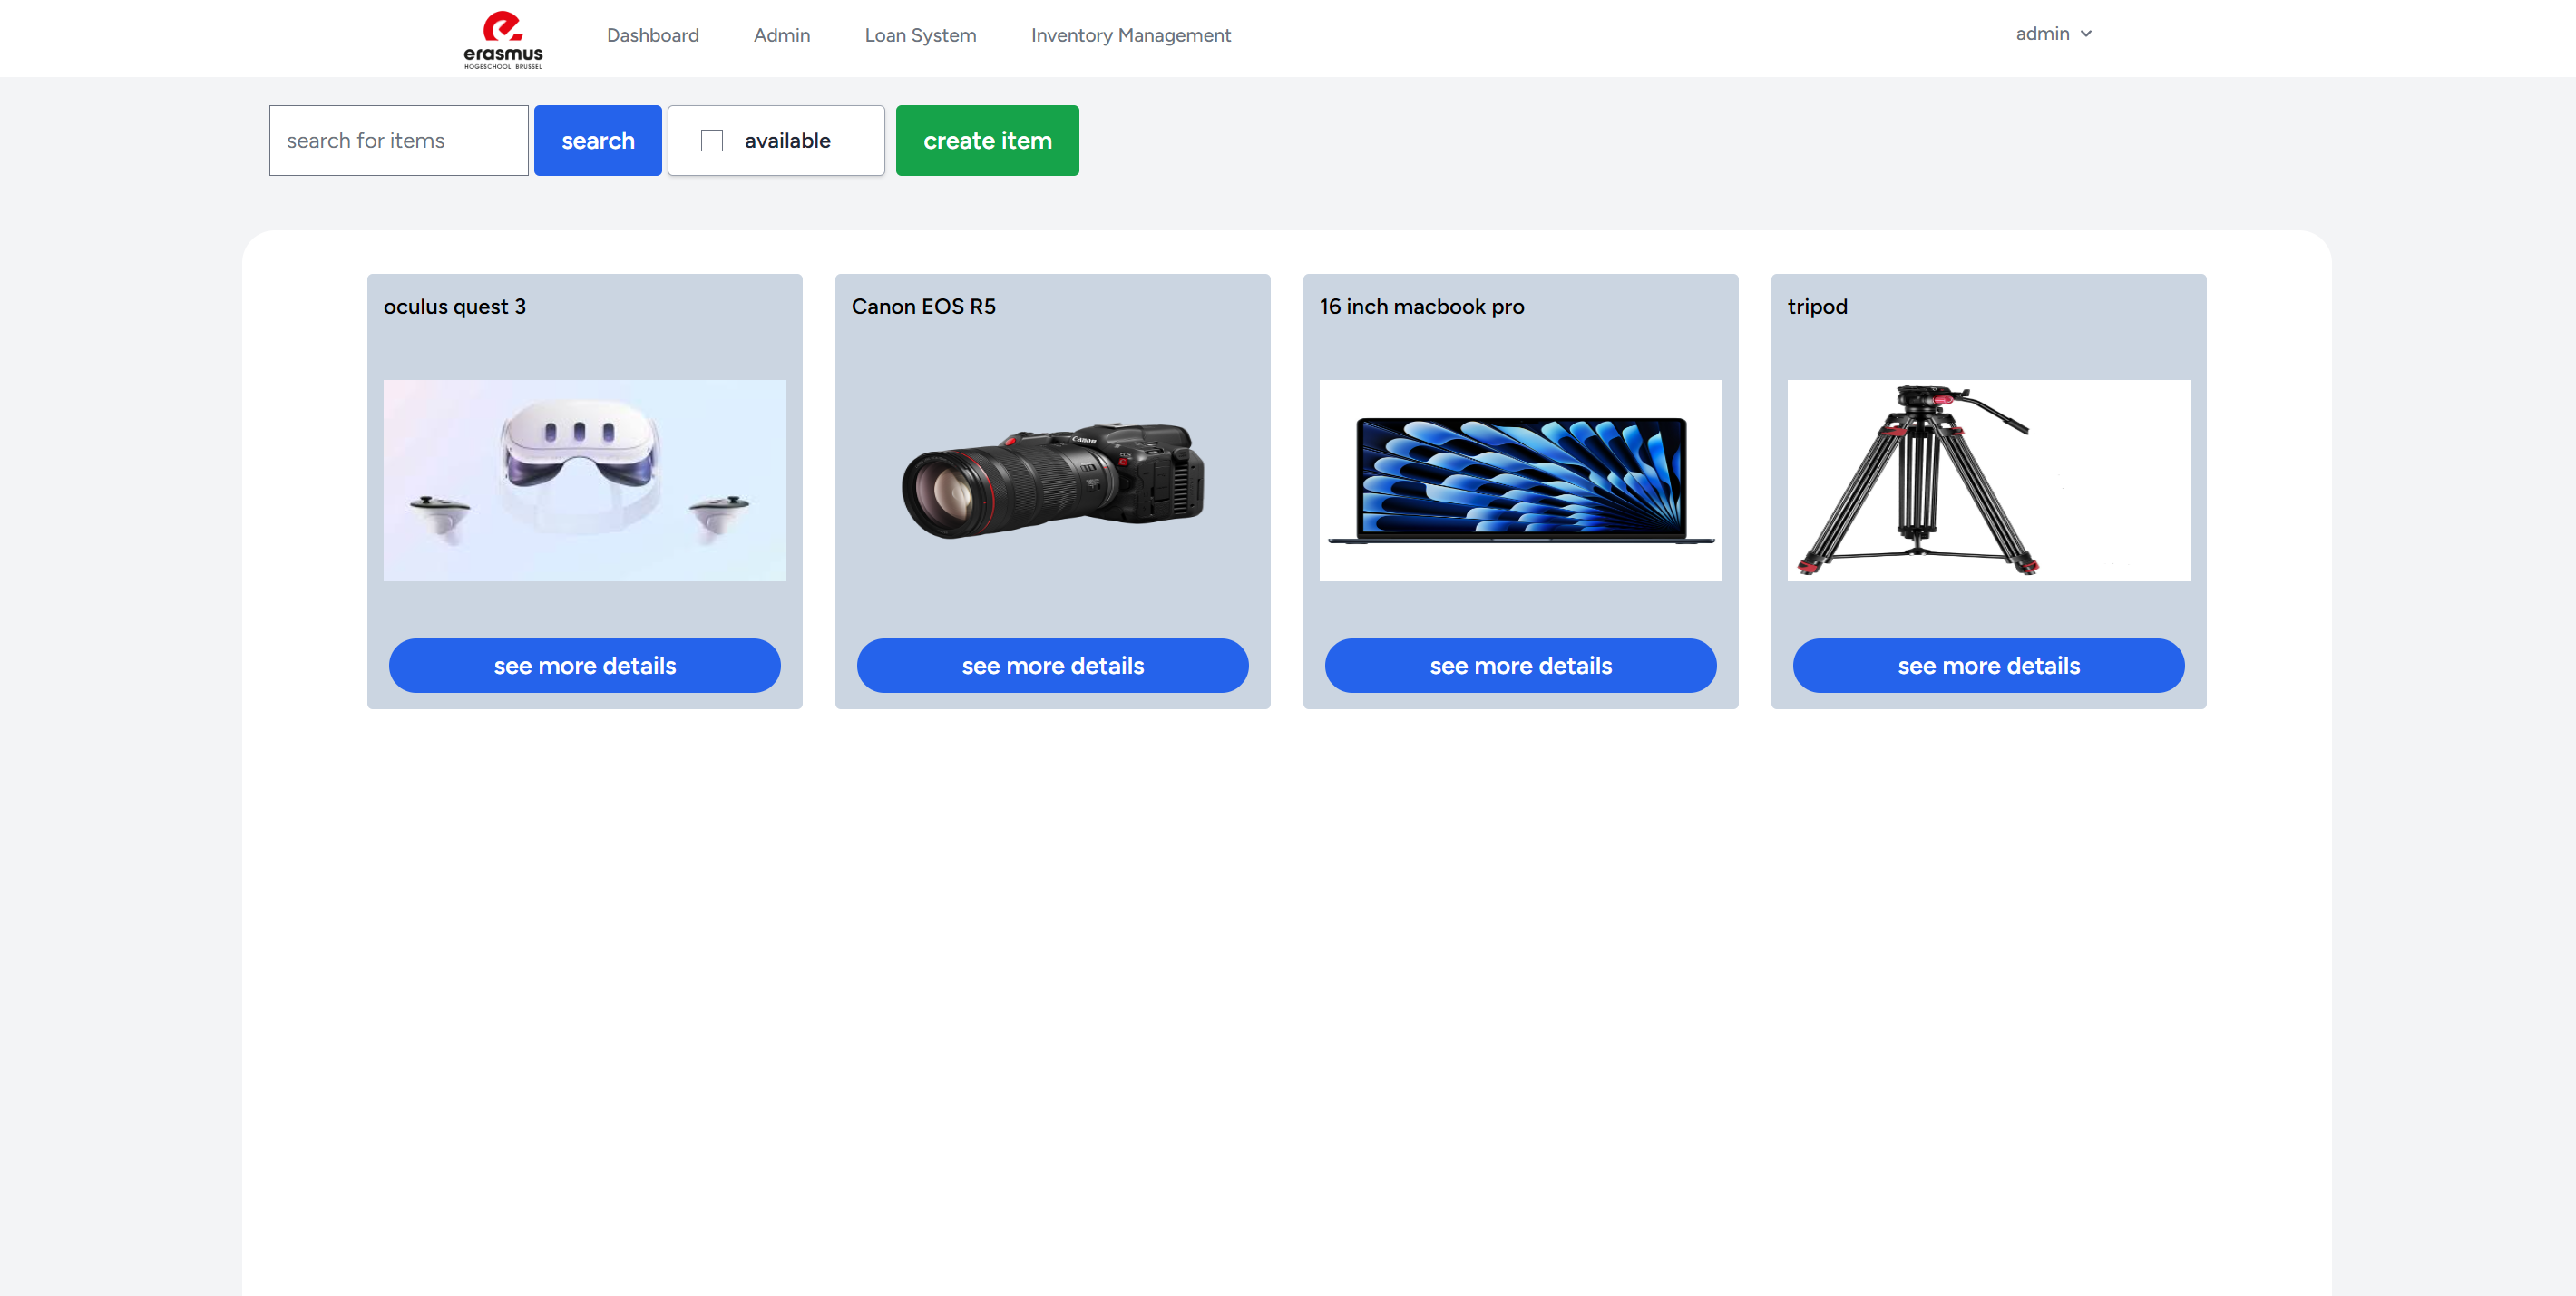 erasmus
HOGESCHOOL BRUSSEL
Dashboard
Admin
Loan System
Inventory Management
admin
search for items
search
available
create item
oculus quest 3
Canon EOS R5
16 inch macbook pro
tripod
Canon
see more details
see more details
see more details
see more details